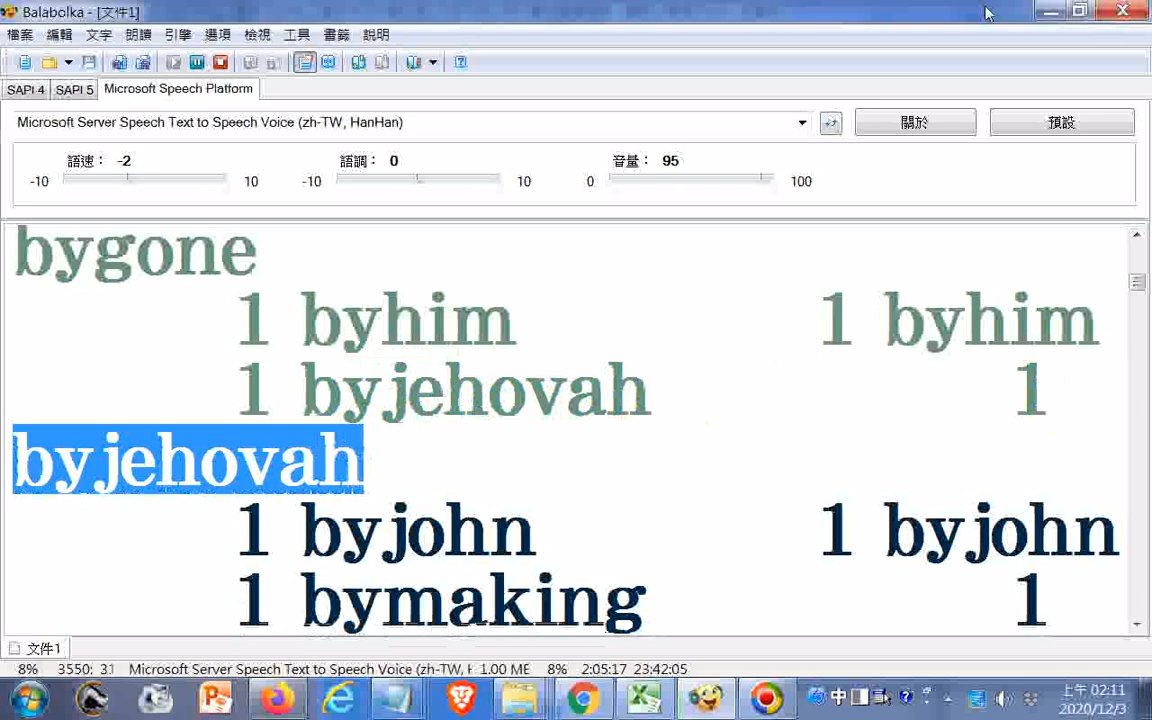 Balabolka - [文件1]
檔案 編輯 文字 朗讀 引擎 選項 檢視 工具 書籤 說明
SAPI 4 SAPI 5 Microsoft Speech Platform
Microsoft Server Speech Text to Speech Voice (zh-TW, HanHan) 關於 預設
語速： -2 語調： 0 音量： 95
-10 10 -10 10 0 100
bygone
1 byhim 1 byhim
1 byjehovah 1
byjehovah
1 byjohn 1 byjohn
1 bymaking 1
文件1
8% 3550: 31 Microsoft Server Speech Text to Speech Voice (zh-TW, H 1.00 ME 8% 2:05:17 23:42:05
中 上午 02:11
2020/12/3